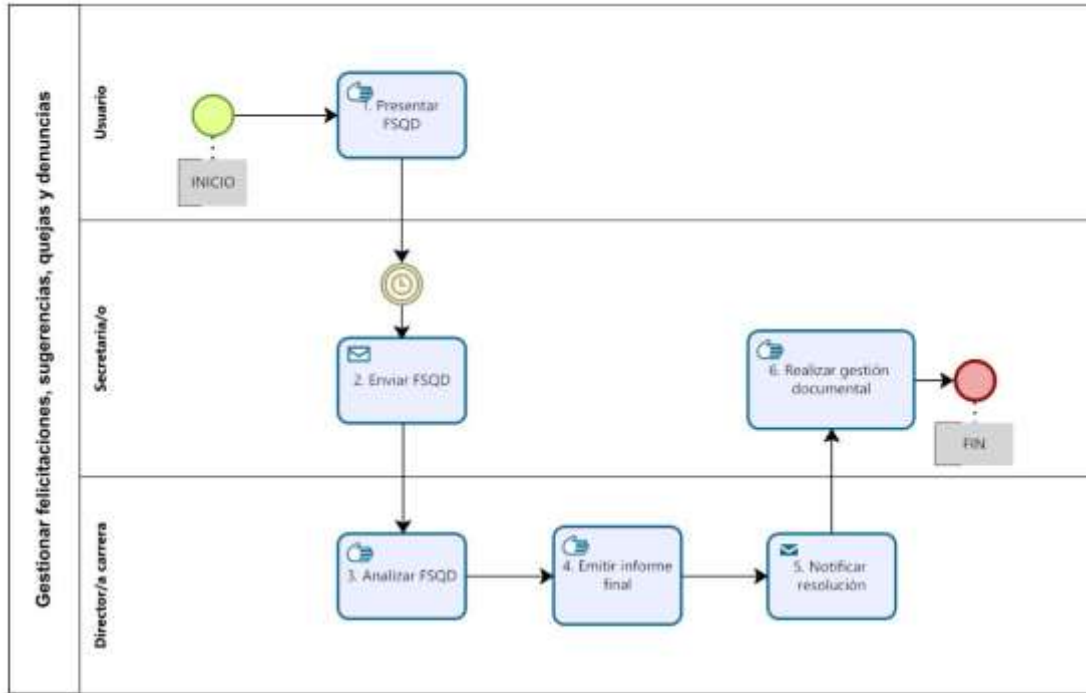 Gestionar felicitaciones, sugerencias, quejas y denuncias
Usuario
INICIO
1. Presentar
FSQD
Secretaria/o
2. Enviar FSQD
6. Realizar gestión
documental
FIN
Director/a carrera
3. Analizar FSQD
4. Emitir informe
final
5. Notificar
resolución